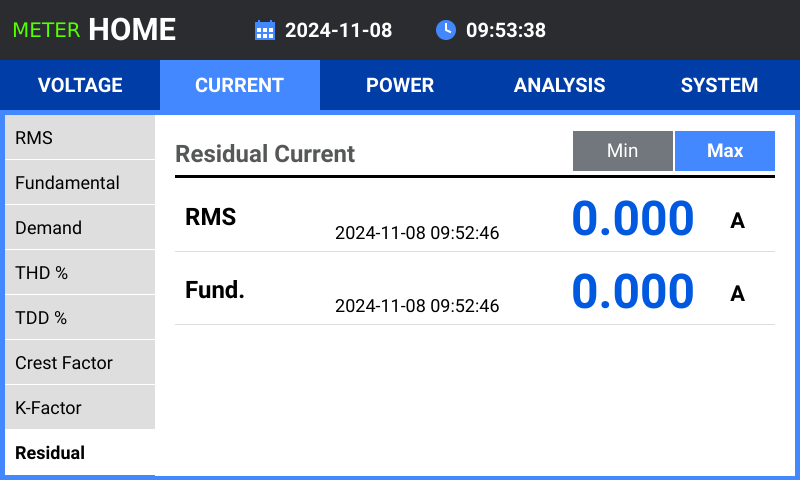 METER HOME 2024-11-08 09:53:38
VOLTAGE CURRENT POWER ANALYSIS SYSTEM
RMS
Fundamental
Demand
THD %
TDD %
Crest Factor
K-Factor
Residual
Residual Current Min Max
RMS 2024-11-08 09:52:46 0.000 A
Fund. 2024-11-08 09:52:46 0.000 A